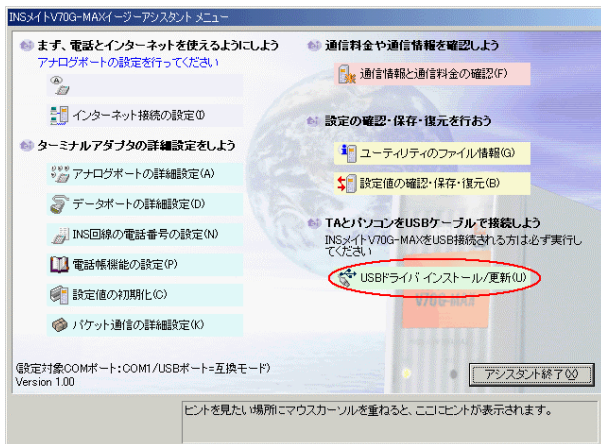 INSメイトV70G-MAXイージーアシスタント メニュー
まず、電話とインターネットを使えるようにしよう
アナログポートの設定を行ってください
インターネット接続の設定(I)
ターミナルアダプタの詳細設定をしよう
アナログポートの詳細設定(A)
データポートの詳細設定(D)
INS回線の電話番号の設定(N)
電話帳機能の設定(P)
設定値の初期化(C)
パケット通信の詳細設定(K)
通信料金や通信情報を確認しよう
通信情報と通信料金の確認(F)
設定の確認・保存・復元を行おう
ユーティリティのファイル情報(G)
設定値の確認・保存・復元(B)
TAとパソコンをUSBケーブルで接続しよう
INSメイトV70G-MAXをUSB接続される方は必ず実行し
てください
USBドライバ インストール/更新(U)
V70G-MAX
(設定対象COMポート:COM1/USBポート=互換モード)
Version 1.00
アシスタント終了(X)
ヒントを見たい場所にマウスカーソルを重ねると、ここにヒントが表示されます。